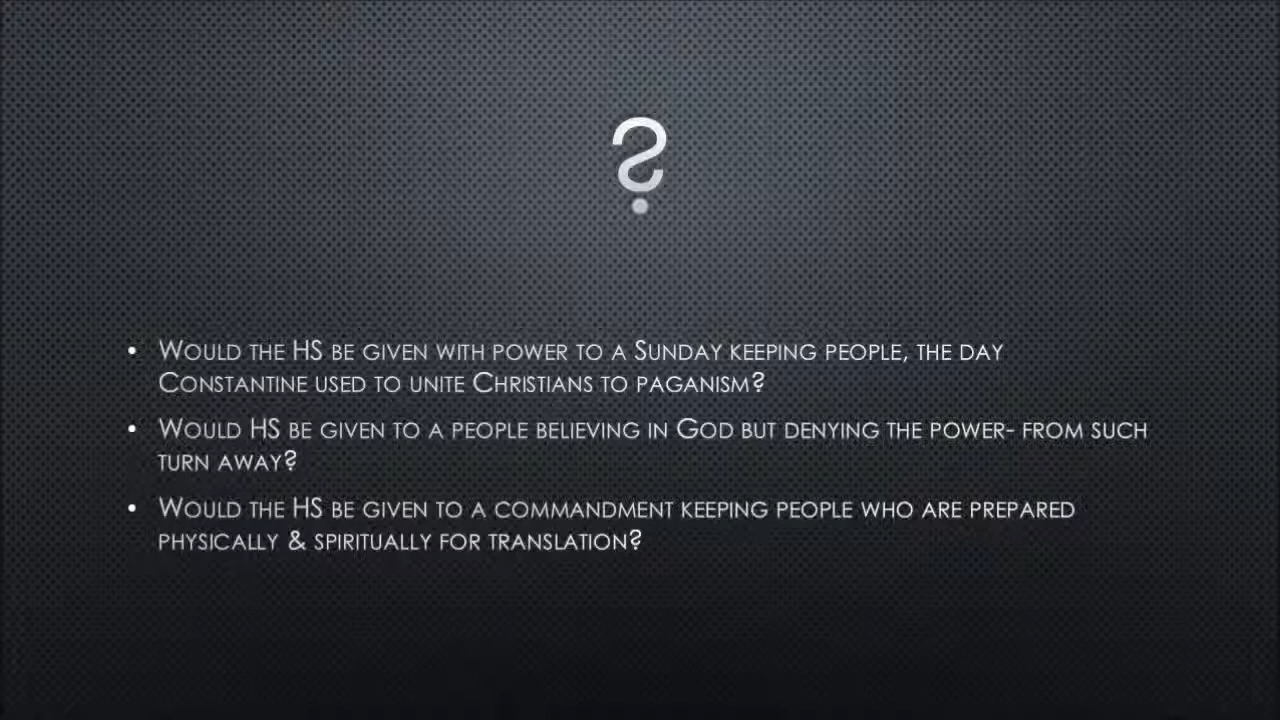 ?
• Would the HS be given with power to a Sunday keeping people, the day
Constantine used to unite Christians to paganism?
• Would HS be given to a people believing in God but denying the power- from such
turn away?
• Would the HS be given to a commandment keeping people who are prepared
physically & spiritually for translation?